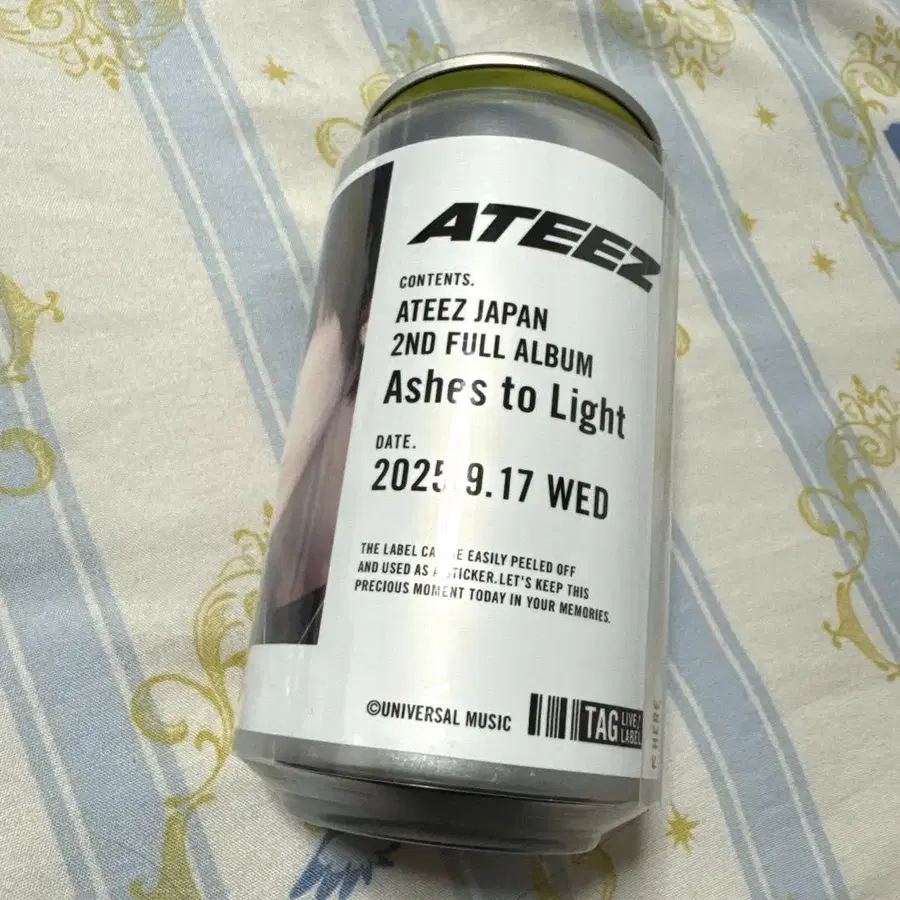 ATEEZ
CONTENTS.
ATEEZ JAPAN
2ND FULL ALBUM
Ashes to Light
DATE.
2025.9.17 WED
THE LABEL CAN BE EASILY PEELED OFF
AND USED AS A STICKER.LET'S KEEP THIS
PRECIOUS MOMENT TODAY IN YOUR MEMORIES.
©UNIVERSAL MUSIC
TAG
LIVE
LABEL
HERE